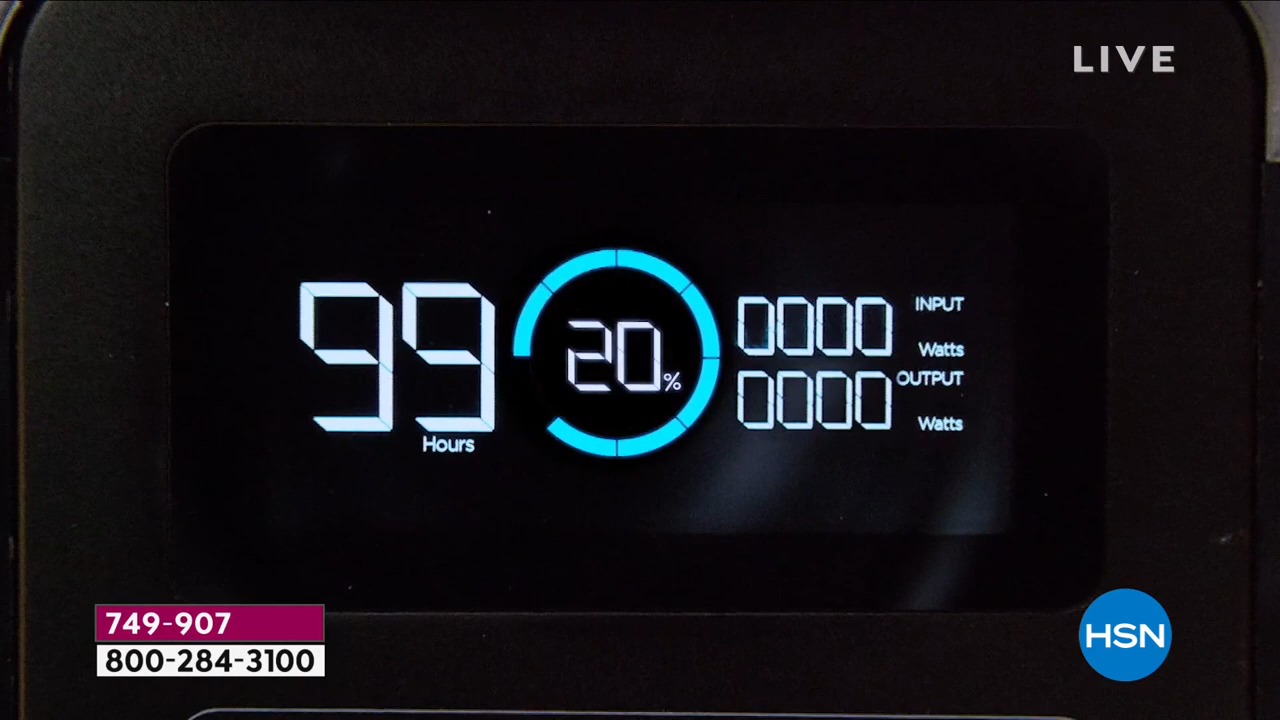 LIVE
99
Hours
20%
0000 INPUT
Watts
0000 OUTPUT
Watts
749-907
800-284-3100
HSN